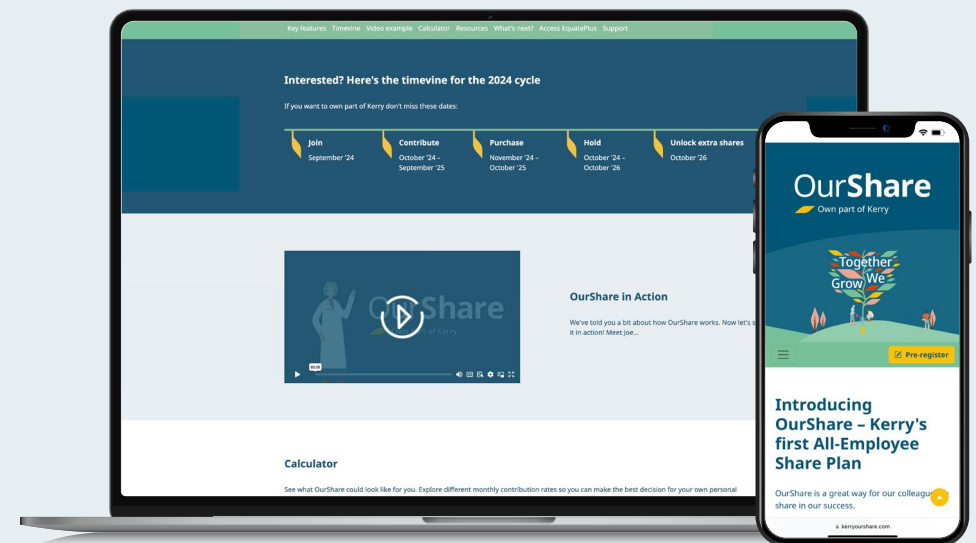 Key features Timevine Video example Calculator Resources What's next? Access EquatePlus Support
Interested? Here's the timevine for the 2024 cycle
If you want to own part of Kerry don't miss these dates:
Join
September '24
Contribute
October '24 –
September '25
Purchase
November '24 –
October '25
Hold
October '24 –
October '26
Unlock extra shares
October '26
OurShare
part of Kerry
OurShare in Action
We've told you a bit about how OurShare works. Now let's s
it in action! Meet Joe...
Calculator
See what OurShare could look like for you. Explore different monthly contribution rates so you can make the best decision for your own personal
OurShare
Own part of Kerry
Together
We
Grow
Pre-register
Introducing
OurShare – Kerry's
first All-Employee
Share Plan
OurShare is a great way for our colleagu
share in our success.
kerryourshare.com